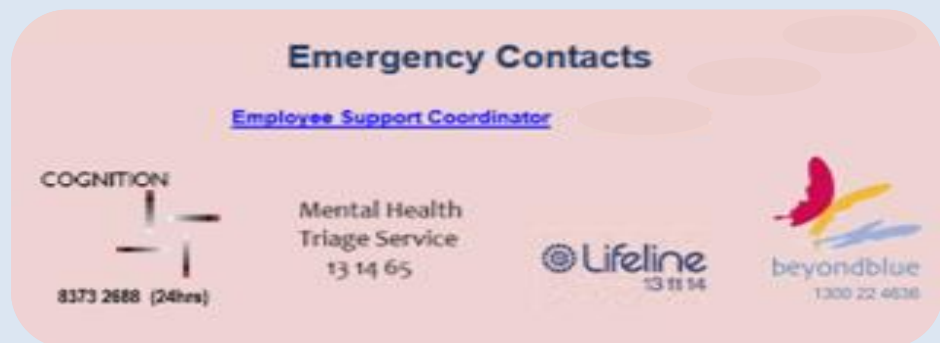 Emergency Contacts
Employee Support Coordinator
COGNITION
8373 2688 (24hrs)
Mental Health
Triage Service
13 14 65
Lifeline
13 11 14
beyondblue
1300 22 4636